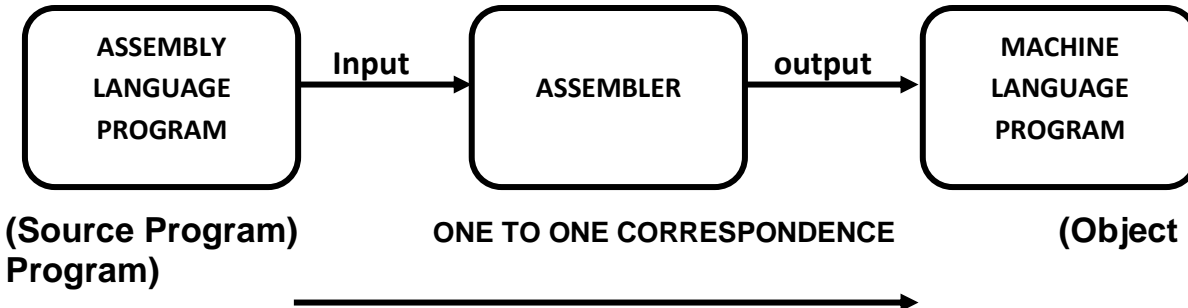 ASSEMBLY
LANGUAGE
PROGRAM
Input
ASSEMBLER
output
MACHINE
LANGUAGE
PROGRAM
(Source Program) ONE TO ONE CORRESPONDENCE (Object
Program)